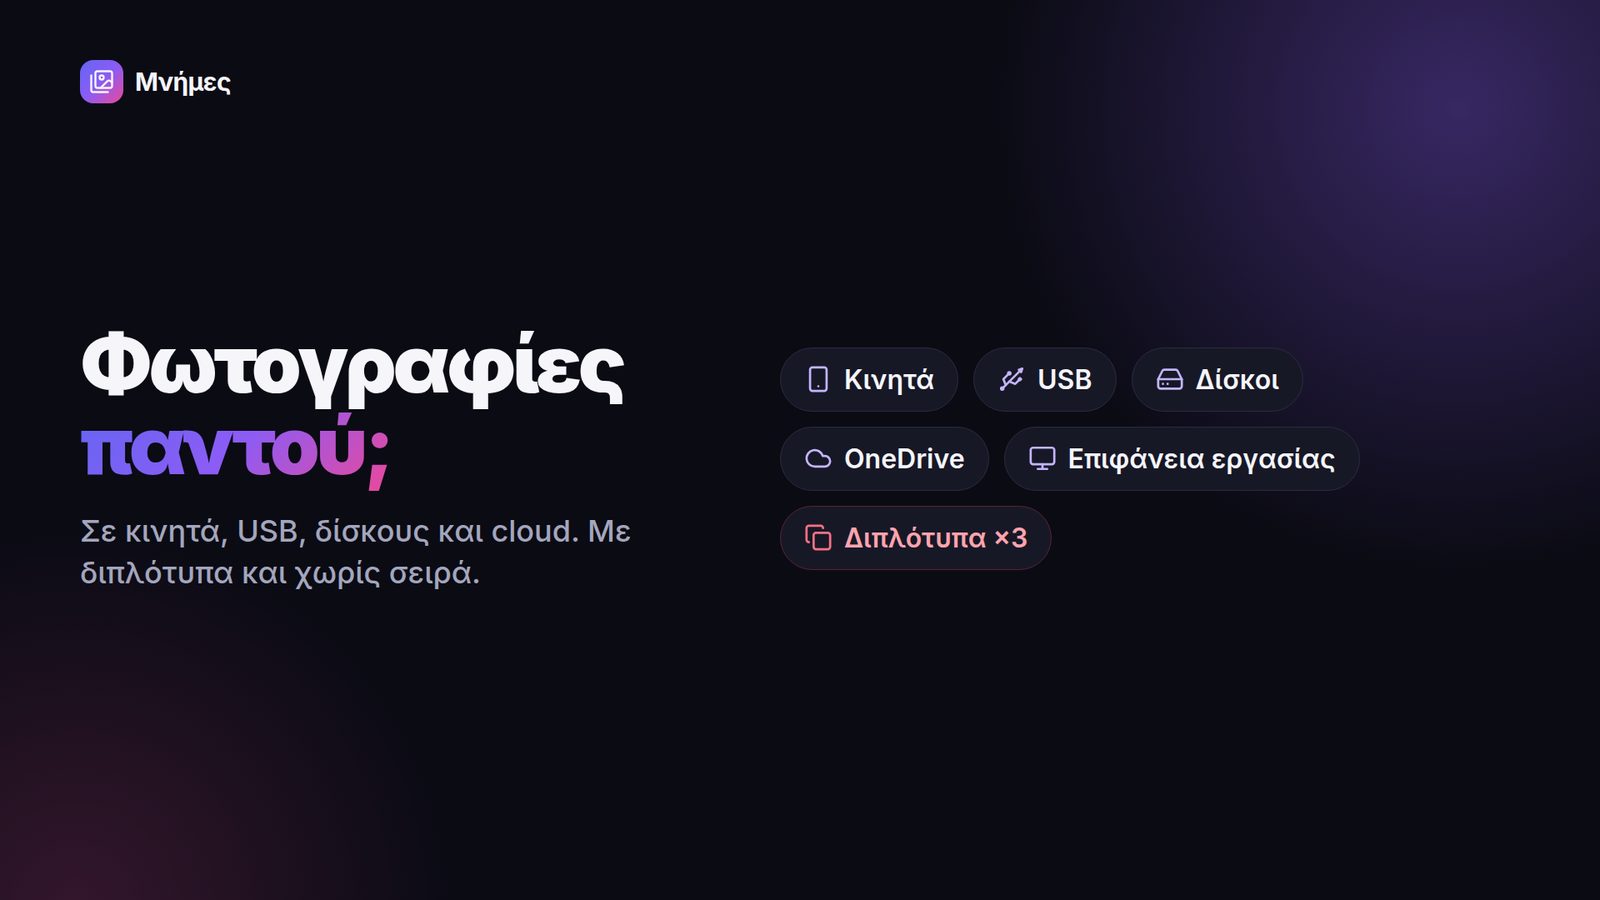 Μνήμες
Φωτογραφίες
παντού;
Σε κινητά, USB, δίσκους και cloud. Με
διπλότυπα και χωρίς σειρά.
Κινητά
USB
Δίσκοι
OneDrive
Επιφάνεια εργασίας
Διπλότυπα ×3